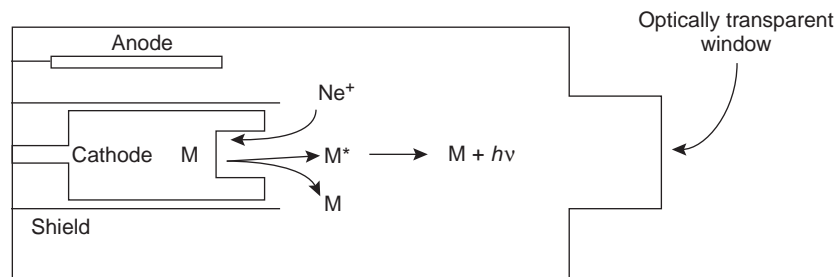 Optically transparent
window
Anode
Ne⁺
Cathode M
M*
M + hν
M
Shield